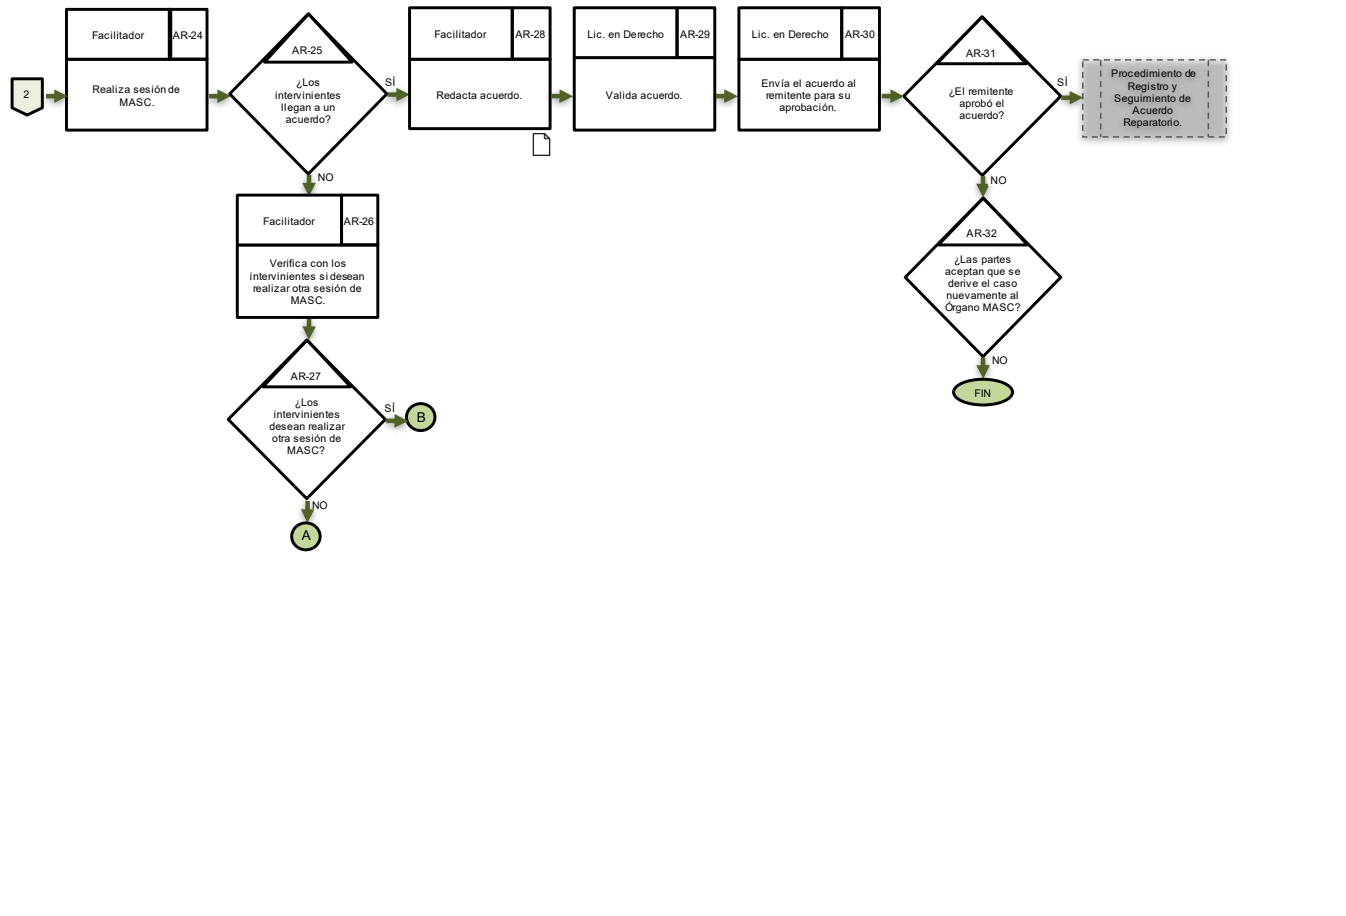 2
Facilitador
AR-24
Realiza sesión de
MASC.
AR-25
¿Los
intervinientes
llegan a un
acuerdo?
SÍ
NO
Facilitador
AR-28
Redacta acuerdo.
Lic. en Derecho
AR-29
Valida acuerdo.
Lic. en Derecho
AR-30
Envía el acuerdo al
remitente para su
aprobación.
AR-31
¿El remitente
aprobó el
acuerdo?
SÍ
NO
Procedimiento de
Registro y
Seguimiento de
Acuerdo
Reparatorio.
Facilitador
AR-26
Verifica con los
intervinientes si desean
realizar otra sesión de
MASC.
AR-32
¿Las partes
aceptan que se
derive el caso
nuevamente al
Órgano MASC?
NO
FIN
AR-27
¿Los
intervinientes
desean realizar
otra sesión de
MASC?
SÍ
B
NO
A